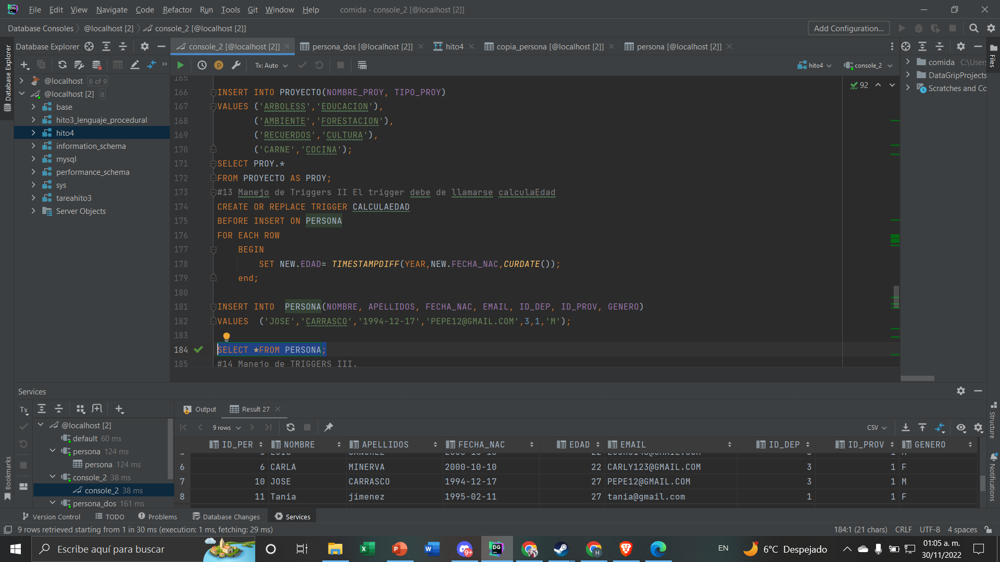 File Edit View Navigate Code Refactor Run Tools Git Window Help comida - console_2 [@localhost [2]]
Database Consoles @localhost [2] console_2 [@localhost [2]] Add Configuration...
Database Explorer
console_2 [@localhost [2]] persona_dos [@localhost [2]] hito4 copia_persona [@localhost [2]] persona [@localhost [2]]
Database Explorer
Files
Tx: Auto hito4 console_2
@localhost 6 of 9
@localhost [2] 8
base
hito3_lenguaje_procedural
hito4
information_schema
mysql
performance_schema
sys
tareahito3
Server Objects
92
165
166 INSERT INTO PROYECTO(NOMBRE_PROY, TIPO_PROY)
167 VALUES ('ARBOLESS','EDUCACION'),
168 ('AMBIENTE','FORESTACION'),
169 ('RECUERDOS','CULTURA'),
170 ('CARNE','COCINA');
171 SELECT PROY.*
172 FROM PROYECTO AS PROY;
173 #13 Manejo de Triggers II El trigger debe de llamarse calculaEdad
174 CREATE OR REPLACE TRIGGER CALCULAEDAD
175 BEFORE INSERT ON PERSONA
176 FOR EACH ROW
177 BEGIN
178 SET NEW.EDAD= TIMESTAMPDIFF(YEAR,NEW.FECHA_NAC,CURDATE());
179 end;
180
181 INSERT INTO  PERSONA(NOMBRE, APELLIDOS, FECHA_NAC, EMAIL, ID_DEP, ID_PROV, GENERO)
182 VALUES  ('JOSE','CARRASCO','1994-12-17','PEPE12@GMAIL.COM',3,1,'M');
183
184 SELECT *FROM PERSONA;
185 #14 Manejo de TRIGGERS III.
comida C:\Users
DataGripProjects
Scratches and Co
Services
Tx
@localhost [2]
default 60 ms
persona 124 ms
persona 124 ms
console_2 38 ms
console_2 38 ms
persona_dos 161 ms
Output Result 27
9 rows CSV
ID_PER NOMBRE APELLIDOS FECHA_NAC EDAD EMAIL ID_DEP ID_PROV GENERO
6 6 CARLA MINERVA 2000-10-10 22 CARLY123@GMAIL.COM 3 1 F
7 10 JOSE CARRASCO 1994-12-17 27 PEPE12@GMAIL.COM 3 1 M
8 11 Tania jimenez 1995-02-11 27 tania@gmail.com 1 1 F
Bookmarks
Structure
Notifications
Version Control TODO Problems Database Changes Services
9 rows retrieved starting from 1 in 30 ms (execution: 1 ms, fetching: 29 ms) 184:1 (21 chars) CRLF UTF-8 4 spaces
Escribe aquí para buscar EN 6°C Despejado 01:05 a. m.
30/11/2022